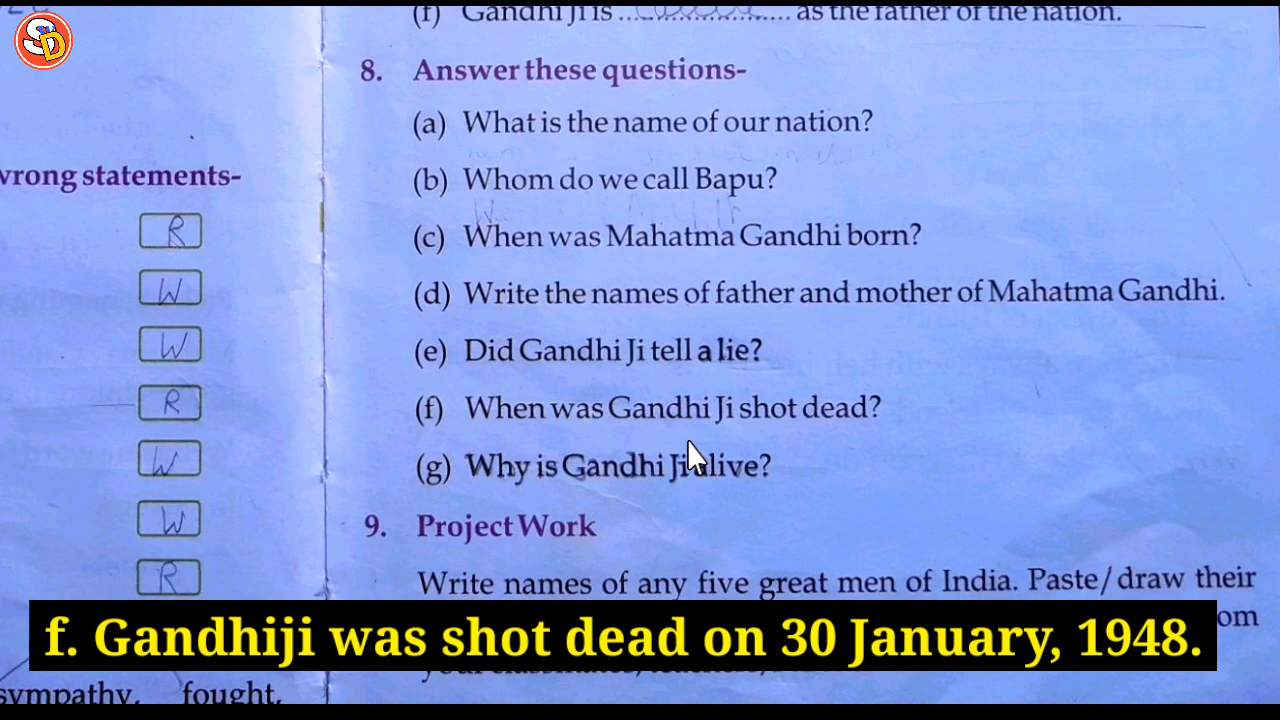 SD
(f) Gandhi Ji is .................... as the father of the nation.
8. Answer these questions-
(a) What is the name of our nation?
(b) Whom do we call Bapu?
(c) When was Mahatma Gandhi born?
(d) Write the names of father and mother of Mahatma Gandhi.
(e) Did Gandhi Ji tell a lie?
(f) When was Gandhi Ji shot dead?
(g) Why is Gandhi Ji alive?
9. Project Work
Write names of any five great men of India. Paste/draw their
wrong statements-
R
W
W
R
W
W
R
sympathy, fought,
f. Gandhiji was shot dead on 30 January, 1948.